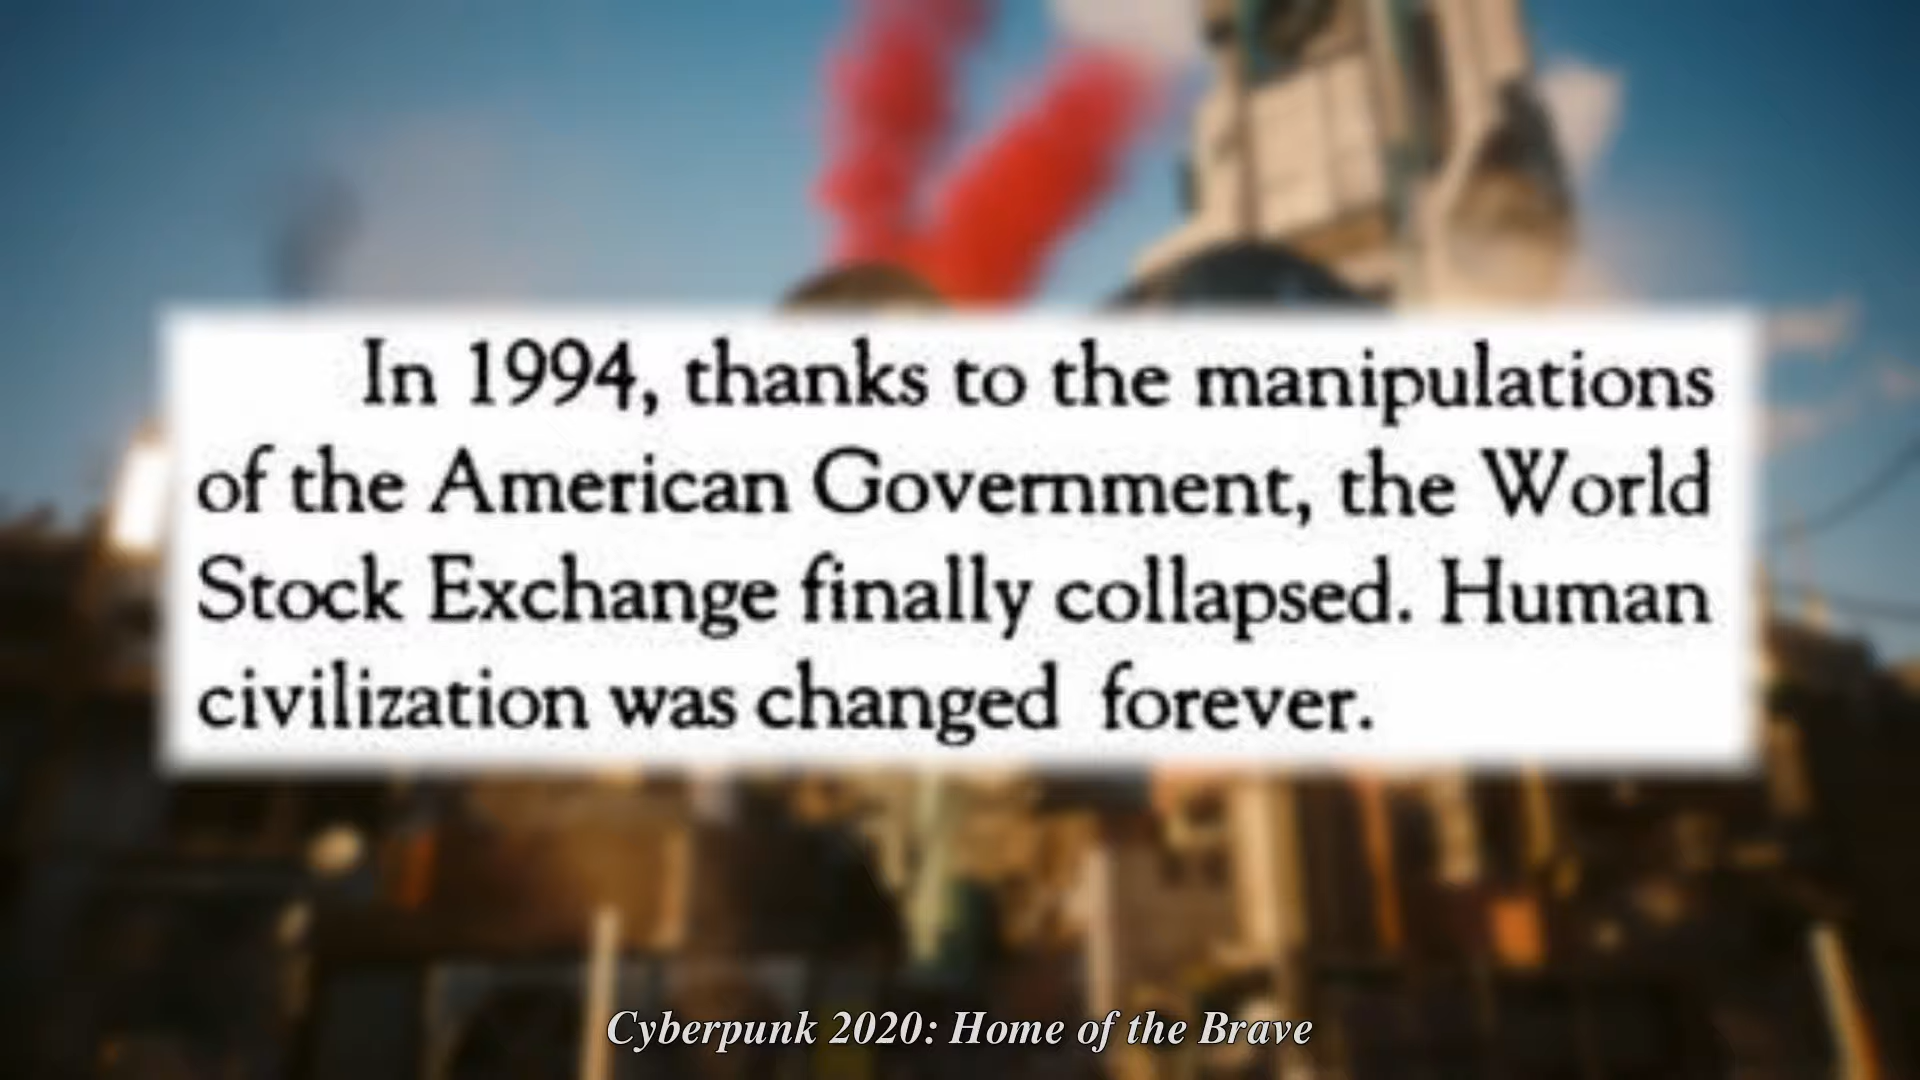 In 1994, thanks to the manipulations
of the American Government, the World
Stock Exchange finally collapsed. Human
civilization was changed forever.
Cyberpunk 2020: Home of the Brave